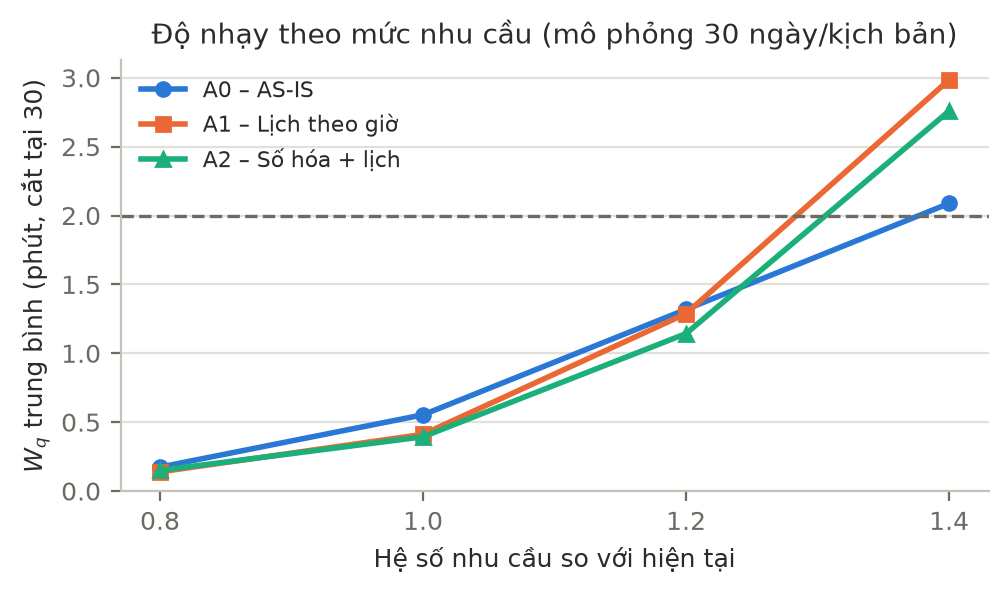 Độ nhạy theo mức nhu cầu (mô phỏng 30 ngày/kịch bản)
W_q trung bình (phút, cắt tại 30)
3.0
2.5
2.0
1.5
1.0
0.5
0.0
A0 – AS-IS
A1 – Lịch theo giờ
A2 – Số hóa + lịch
0.8
1.0
1.2
1.4
Hệ số nhu cầu so với hiện tại